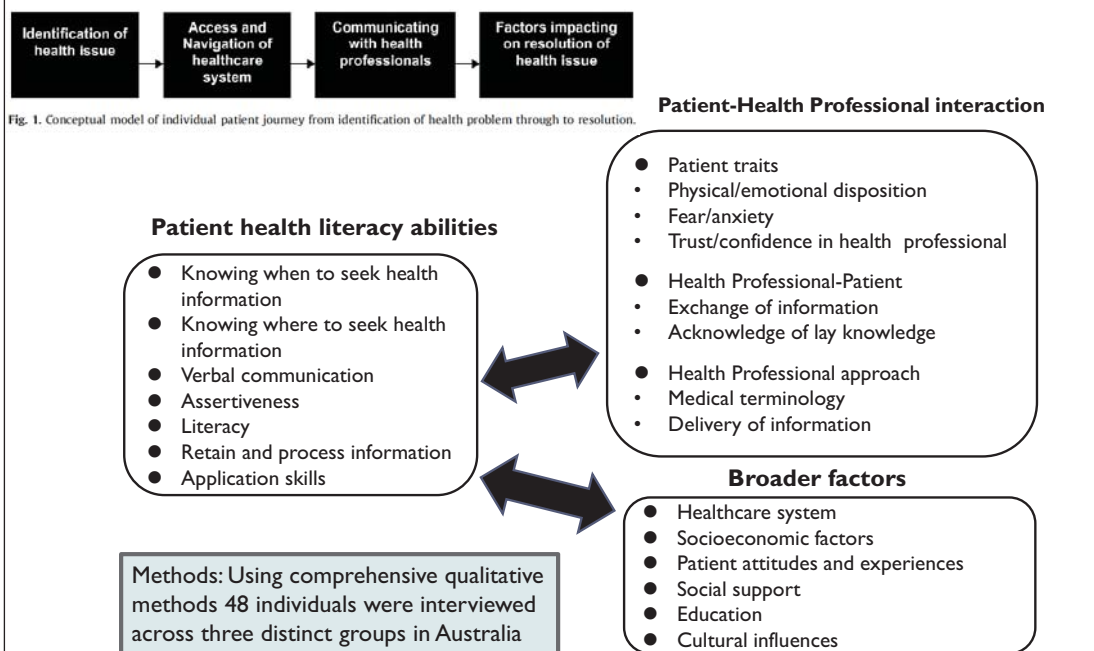 Identification of
health issue
Access and
Navigation of
healthcare
system
Communicating
with health
professionals
Factors impacting
on resolution of
health issue
Fig. 1. Conceptual model of individual patient journey from identification of health problem through to resolution.
Patient-Health Professional interaction
● Patient traits
• Physical/emotional disposition
• Fear/anxiety
• Trust/confidence in health professional
● Health Professional-Patient
• Exchange of information
• Acknowledge of lay knowledge
● Health Professional approach
• Medical terminology
• Delivery of information
Patient health literacy abilities
● Knowing when to seek health
information
● Knowing where to seek health
information
● Verbal communication
● Assertiveness
● Literacy
● Retain and process information
● Application skills
Broader factors
● Healthcare system
● Socioeconomic factors
● Patient attitudes and experiences
● Social support
● Education
● Cultural influences
Methods: Using comprehensive qualitative
methods 48 individuals were interviewed
across three distinct groups in Australia